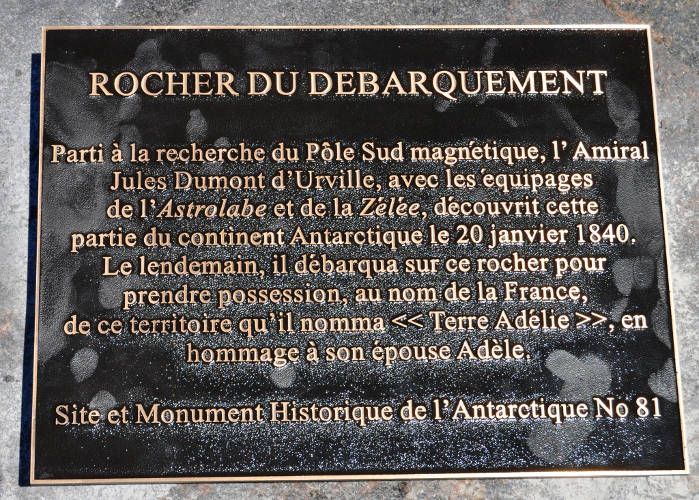 ROCHER DU DEBARQUEMENT
Parti à la recherche du Pôle Sud magnétique, l'Amiral
Jules Dumont d'Urville, avec les équipages
de l'Astrolabe et de la Zélée, découvrit cette
partie du continent Antarctique le 20 janvier 1840.
Le lendemain, il débarqua sur ce rocher pour
prendre possession, au nom de la France,
de ce territoire qu'il nomma << Terre Adélie >>, en
hommage à son épouse Adèle.
Site et Monument Historique de l'Antarctique No 81